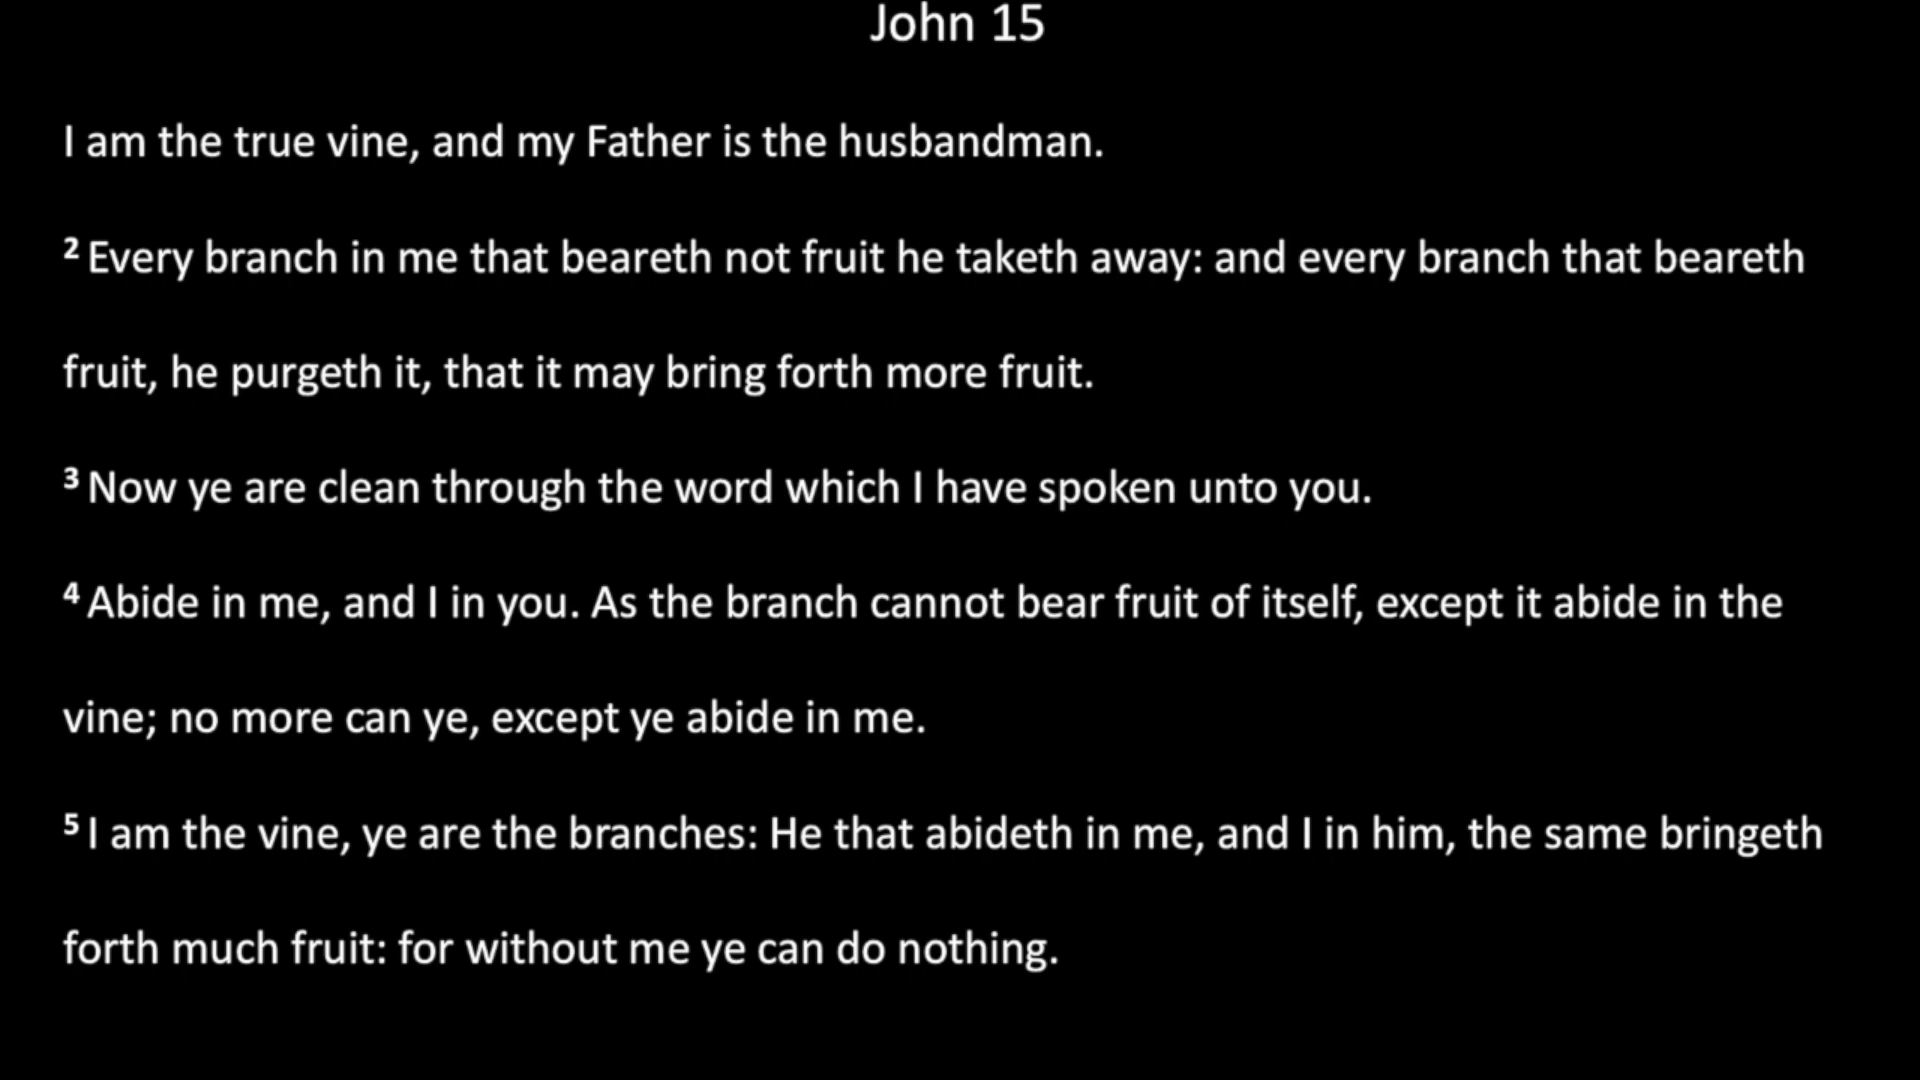 John 15
I am the true vine, and my Father is the husbandman.
2 Every branch in me that beareth not fruit he taketh away: and every branch that beareth
fruit, he purgeth it, that it may bring forth more fruit.
3 Now ye are clean through the word which I have spoken unto you.
4 Abide in me, and I in you. As the branch cannot bear fruit of itself, except it abide in the
vine; no more can ye, except ye abide in me.
5 I am the vine, ye are the branches: He that abideth in me, and I in him, the same bringeth
forth much fruit: for without me ye can do nothing.